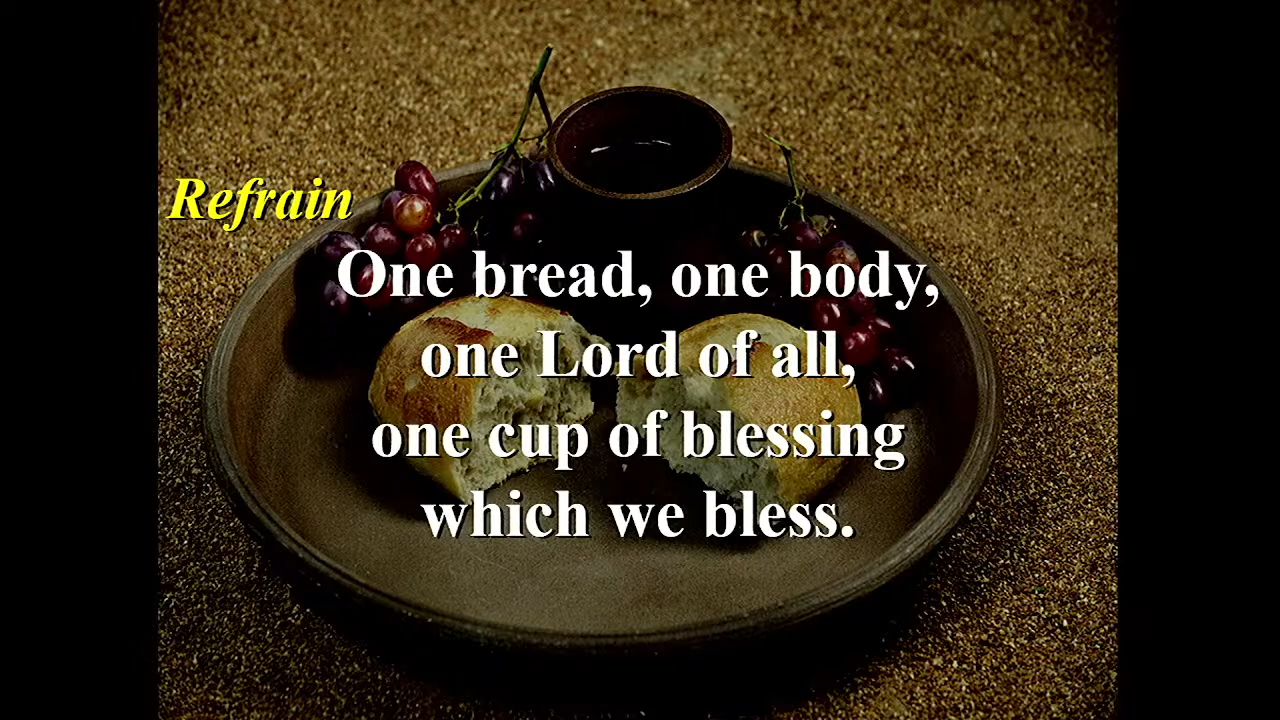 Refrain
One bread, one body,
one Lord of all,
one cup of blessing
which we bless.